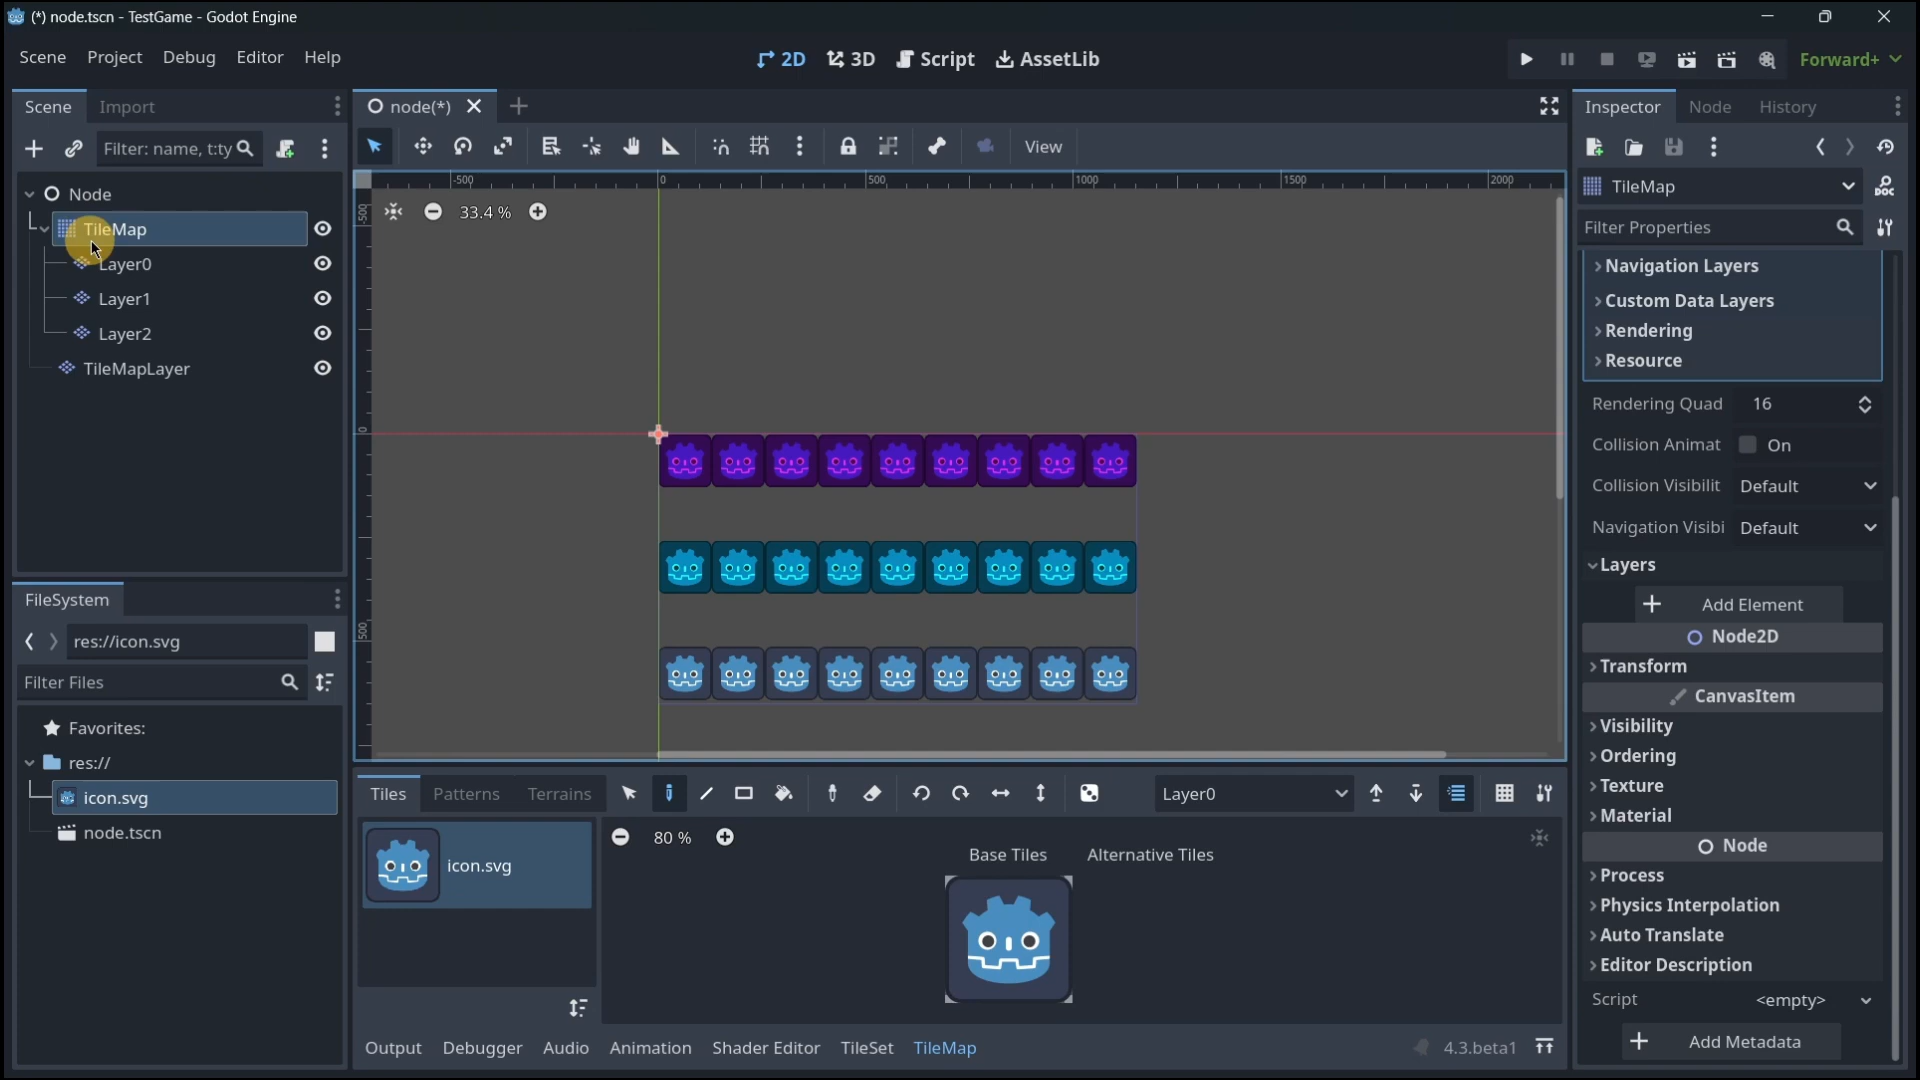 (*) node.tscn - TestGame - Godot Engine
Scene Project Debug Editor Help
2D 3D Script AssetLib
Forward+
Scene Import
Filter: name, t:ty
Node
TileMap
Layer0
Layer1
Layer2
TileMapLayer
FileSystem
res://icon.svg
Filter Files
Favorites:
res://
icon.svg
node.tscn
node(*)
View
-500 0 500 1000 1500 2000
-500
0
500
33.4 %
Tiles Patterns Terrains
Layer0
icon.svg
80 %
Base Tiles Alternative Tiles
Output Debugger Audio Animation Shader Editor TileSet TileMap
4.3.beta1
Inspector Node History
TileMap
DOC
Filter Properties
Navigation Layers
Custom Data Layers
Rendering
Resource
Rendering Quad 16
Collision Animat On
Collision Visibilit Default
Navigation Visibi Default
Layers
Add Element
Node2D
Transform
CanvasItem
Visibility
Ordering
Texture
Material
Node
Process
Physics Interpolation
Auto Translate
Editor Description
Script <empty>
Add Metadata